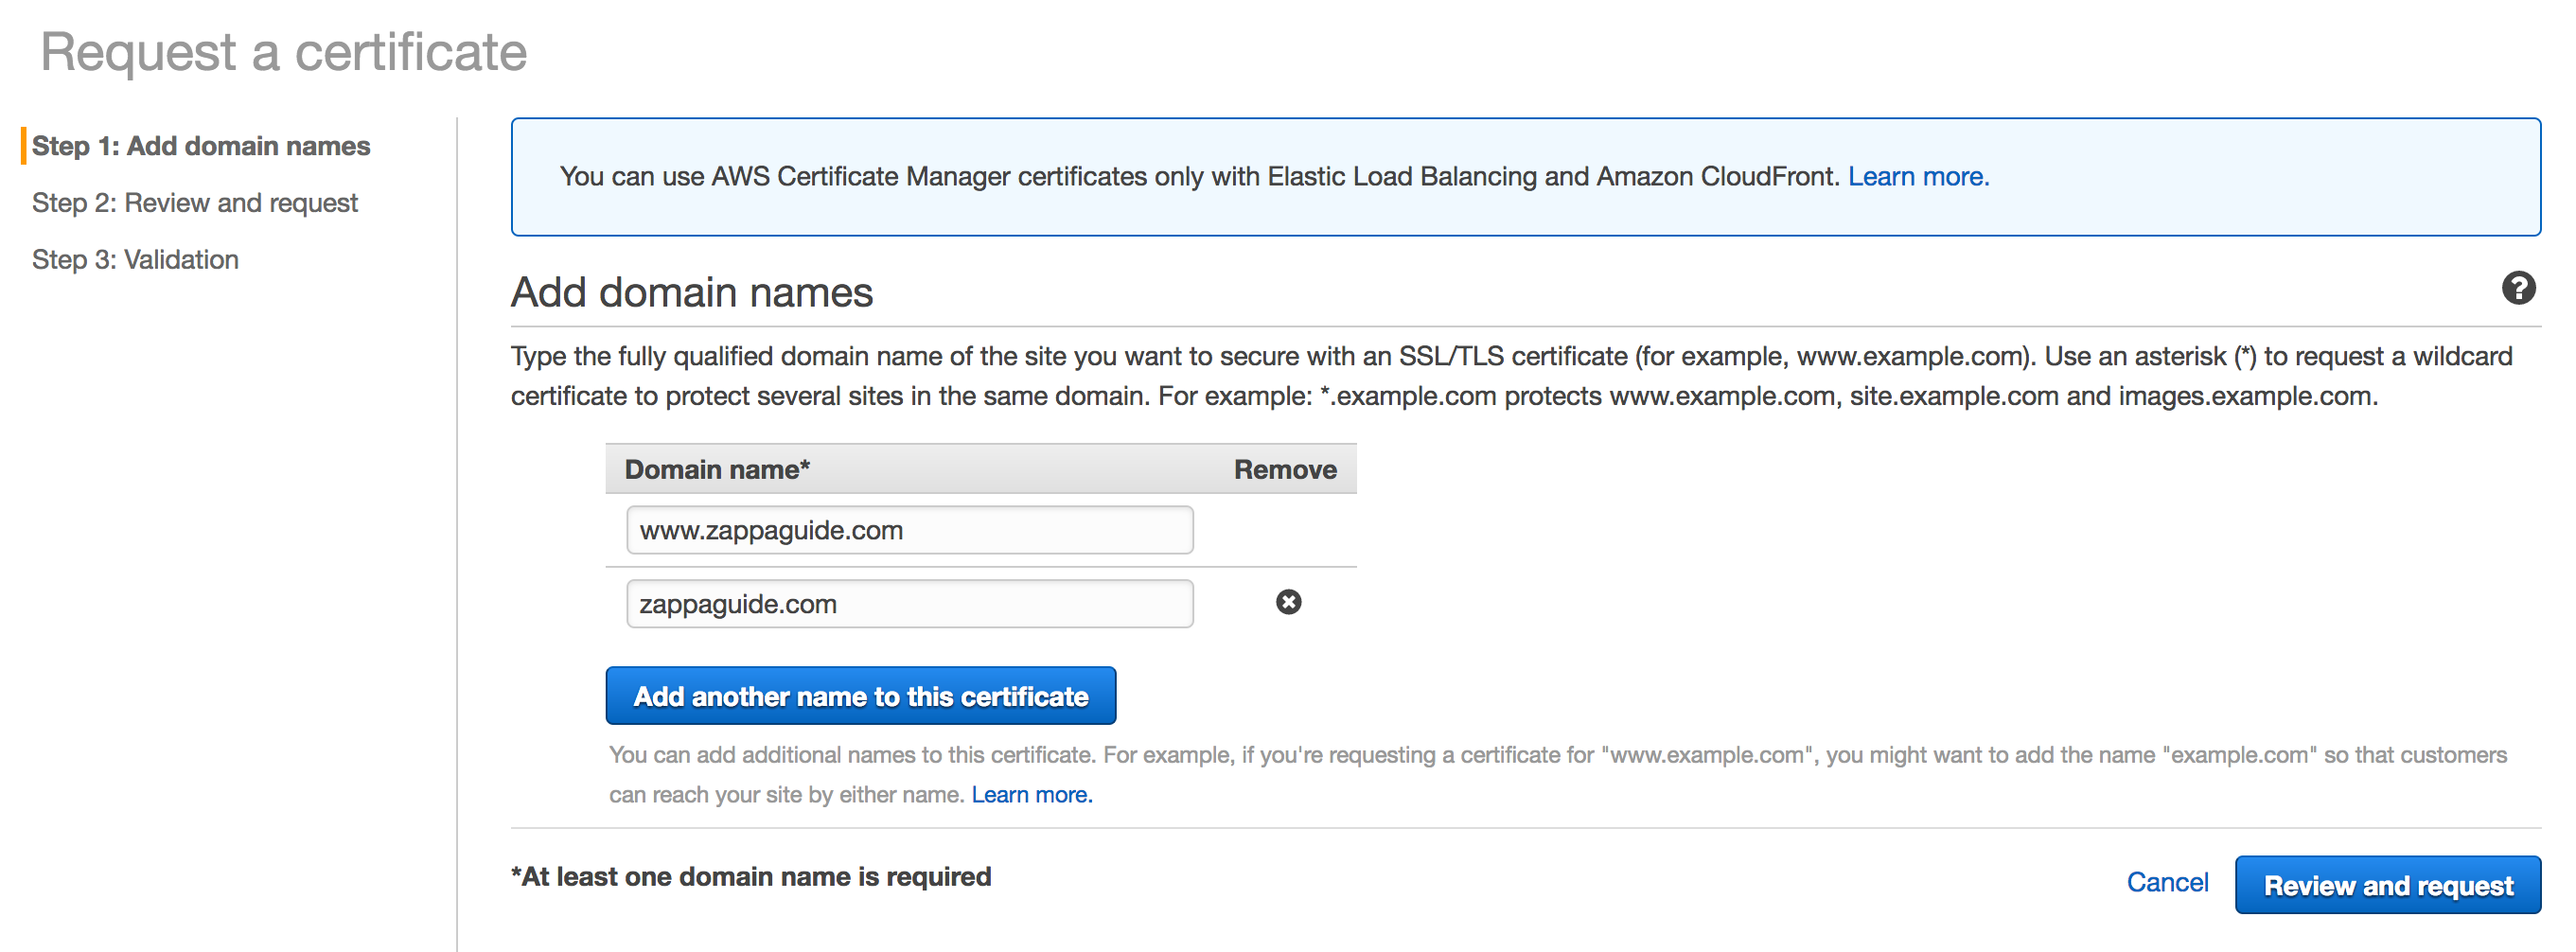 Request a certificate
Step 1: Add domain names
Step 2: Review and request
Step 3: Validation
You can use AWS Certificate Manager certificates only with Elastic Load Balancing and Amazon CloudFront. Learn more.
Add domain names
?
Type the fully qualified domain name of the site you want to secure with an SSL/TLS certificate (for example, www.example.com). Use an asterisk (*) to request a wildcard
certificate to protect several sites in the same domain. For example: *.example.com protects www.example.com, site.example.com and images.example.com.
Domain name* Remove
www.zappaguide.com
zappaguide.com
Add another name to this certificate
You can add additional names to this certificate. For example, if you're requesting a certificate for "www.example.com", you might want to add the name "example.com" so that customers
can reach your site by either name. Learn more.
*At least one domain name is required
Cancel Review and request